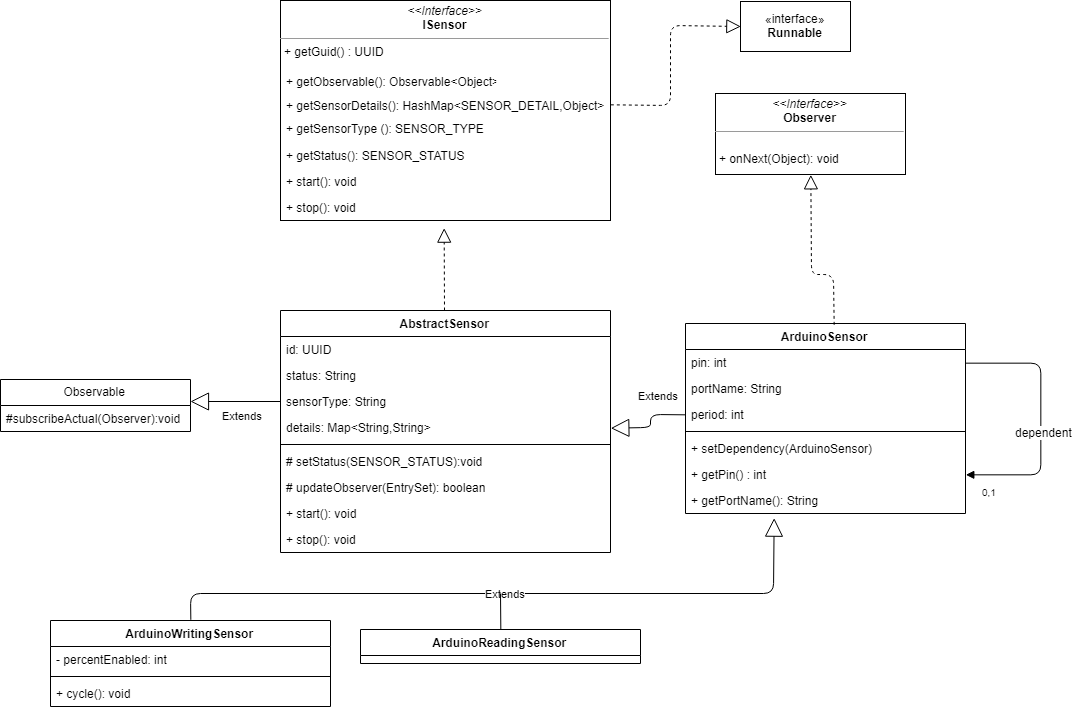 <<Interface>>
ISensor
+ getGuid() : UUID
+ getObservable(): Observable<Object>
+ getSensorDetails(): HashMap<SENSOR_DETAIL,Object>
+ getSensorType (): SENSOR_TYPE
+ getStatus(): SENSOR_STATUS
+ start(): void
+ stop(): void
«interface»
Runnable
<<Interface>>
Observer
+ onNext(Object): void
AbstractSensor
id: UUID
status: String
sensorType: String
details: Map<String,String>
# setStatus(SENSOR_STATUS):void
# updateObserver(EntrySet): boolean
+ start(): void
+ stop(): void
Observable
#subscribeActual(Observer):void
Extends
Extends
ArduinoSensor
pin: int
portName: String
period: int
+ setDependency(ArduinoSensor)
+ getPin() : int
+ getPortName(): String
dependent
0,1
Extends
ArduinoWritingSensor
- percentEnabled: int
+ cycle(): void
ArduinoReadingSensor